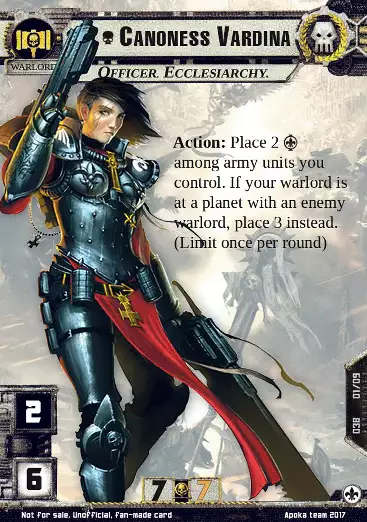 CANONESS VARDINA
WARLORD
OFFICER. ECCLESIARCHY.
Action: Place 2
among army units you
control. If your warlord is
at a planet with an enemy
warlord, place 3 instead.
(Limit once per round)
2
6
7 7
038 01/09
Not for sale. Unofficial, fan-made card
Apoka team 2017